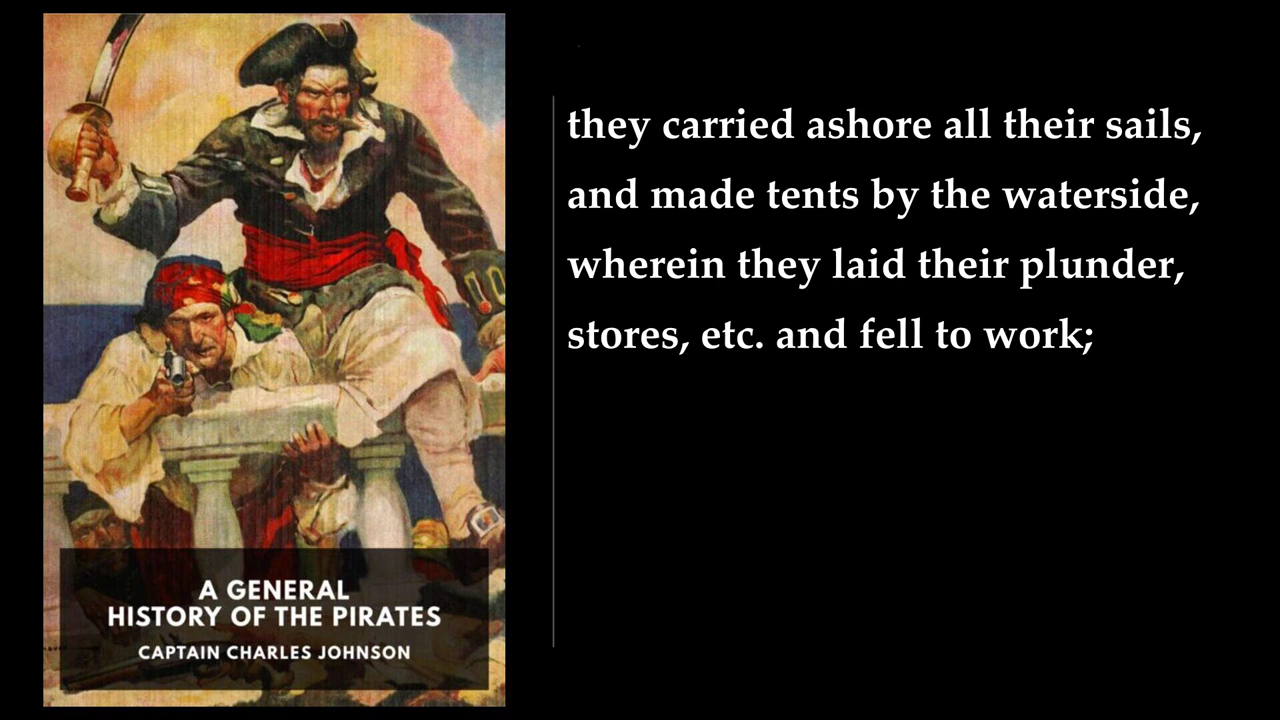 they carried ashore all their sails,
and made tents by the waterside,
wherein they laid their plunder,
stores, etc. and fell to work;
A GENERAL
HISTORY OF THE PIRATES
CAPTAIN CHARLES JOHNSON